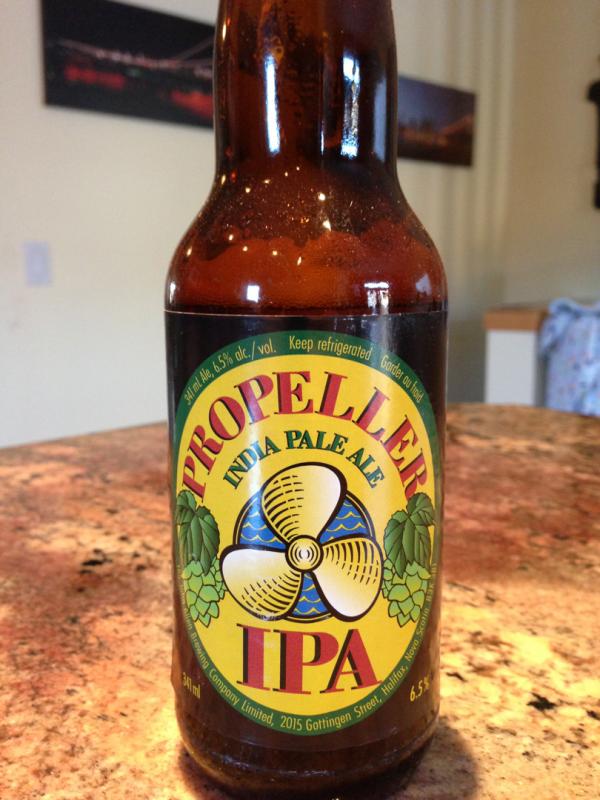 341 ml Ale, 6.5% alc./vol. Keep refrigerated Garder au froid
PROPELLER
INDIA PALE ALE
IPA
341 ml
6.5%
Brewing Company Limited, 2015 Gottingen Street, Halifax, Nova Scotia